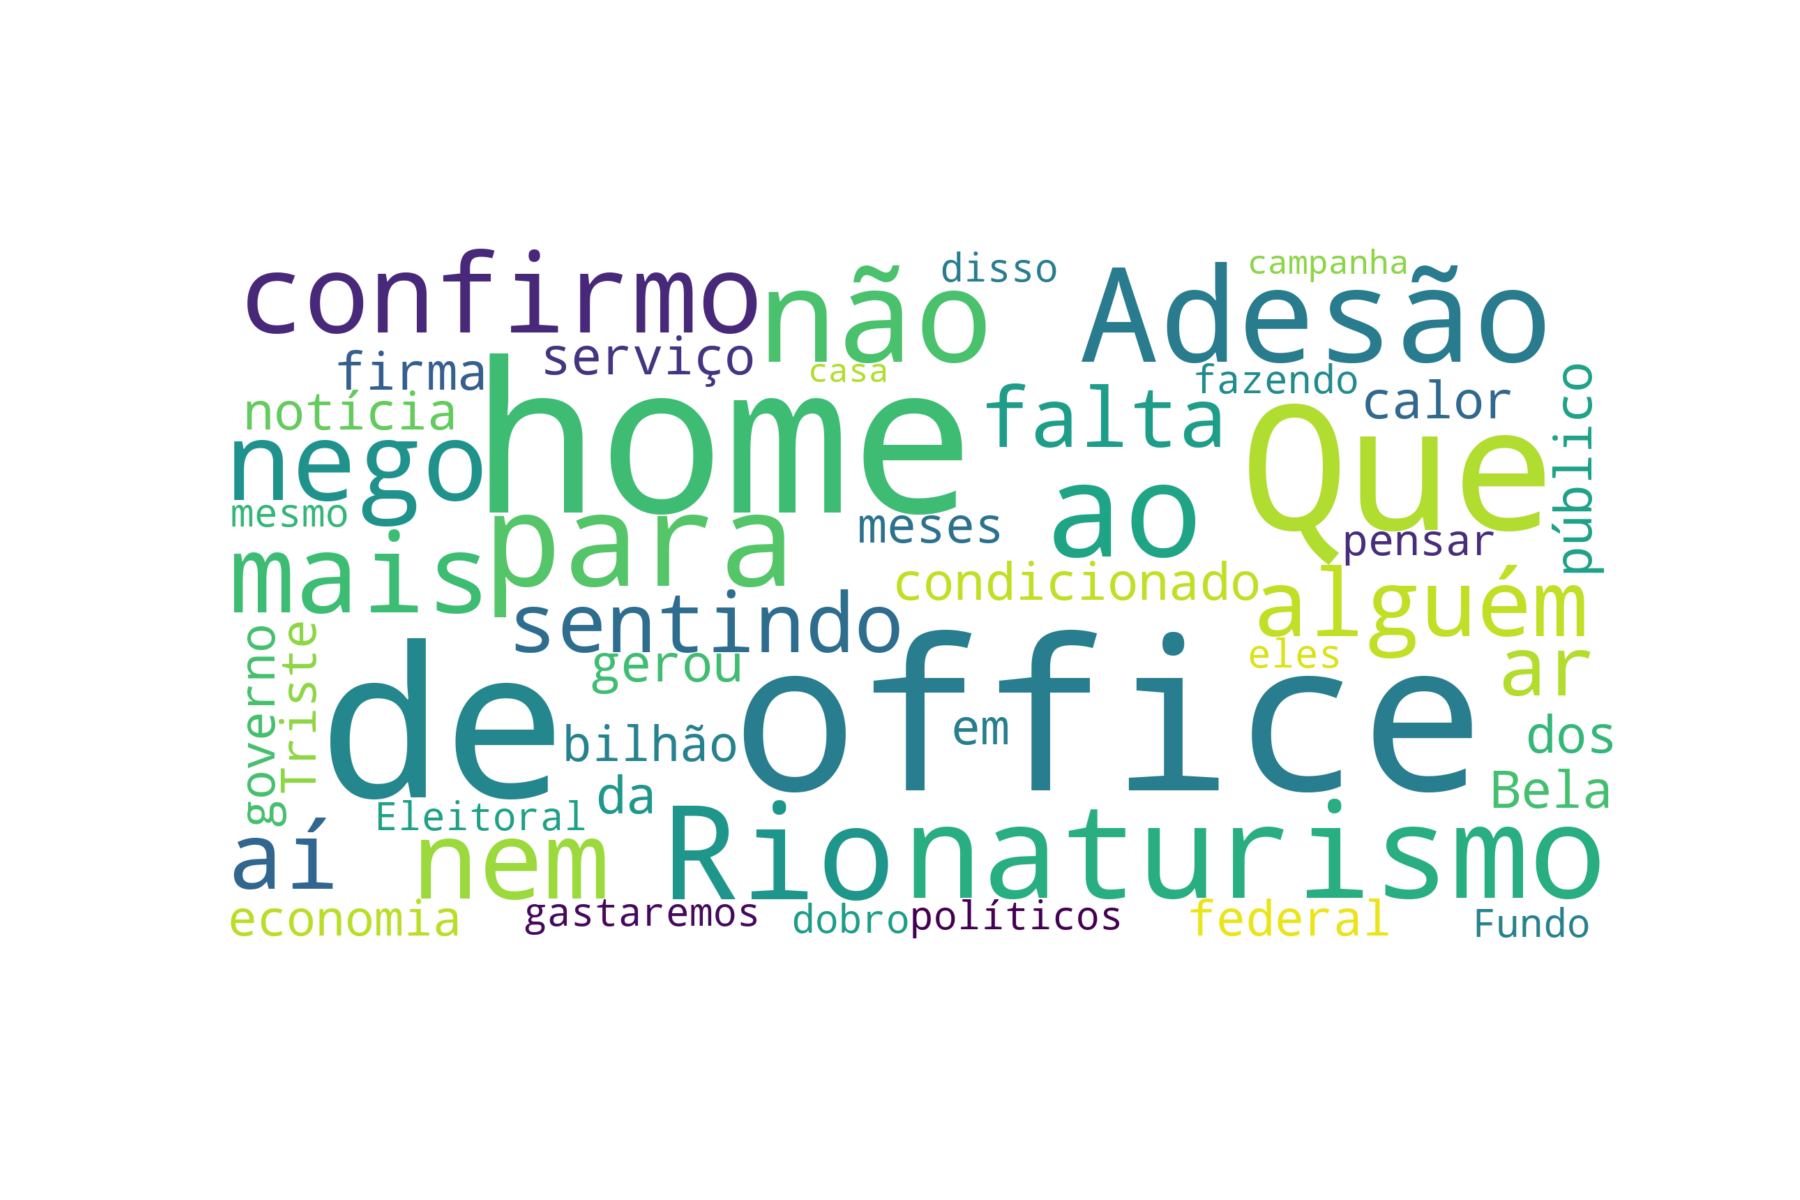 confirmo
não
disso
Adesão
campanha
firma
serviço
casa
fazendo
calor
público
notícia
home
falta
Que
nego
mesmo
para
meses
ao
pensar
mais
sentindo
condicionado
alguém
governo
Triste
gerou
eles
ar
de
bilhão
office
em
dos
da
Bela
Eleitoral
aí
nem
Rio
naturismo
economia
gastaremos
dobro
políticos
federal
Fundo